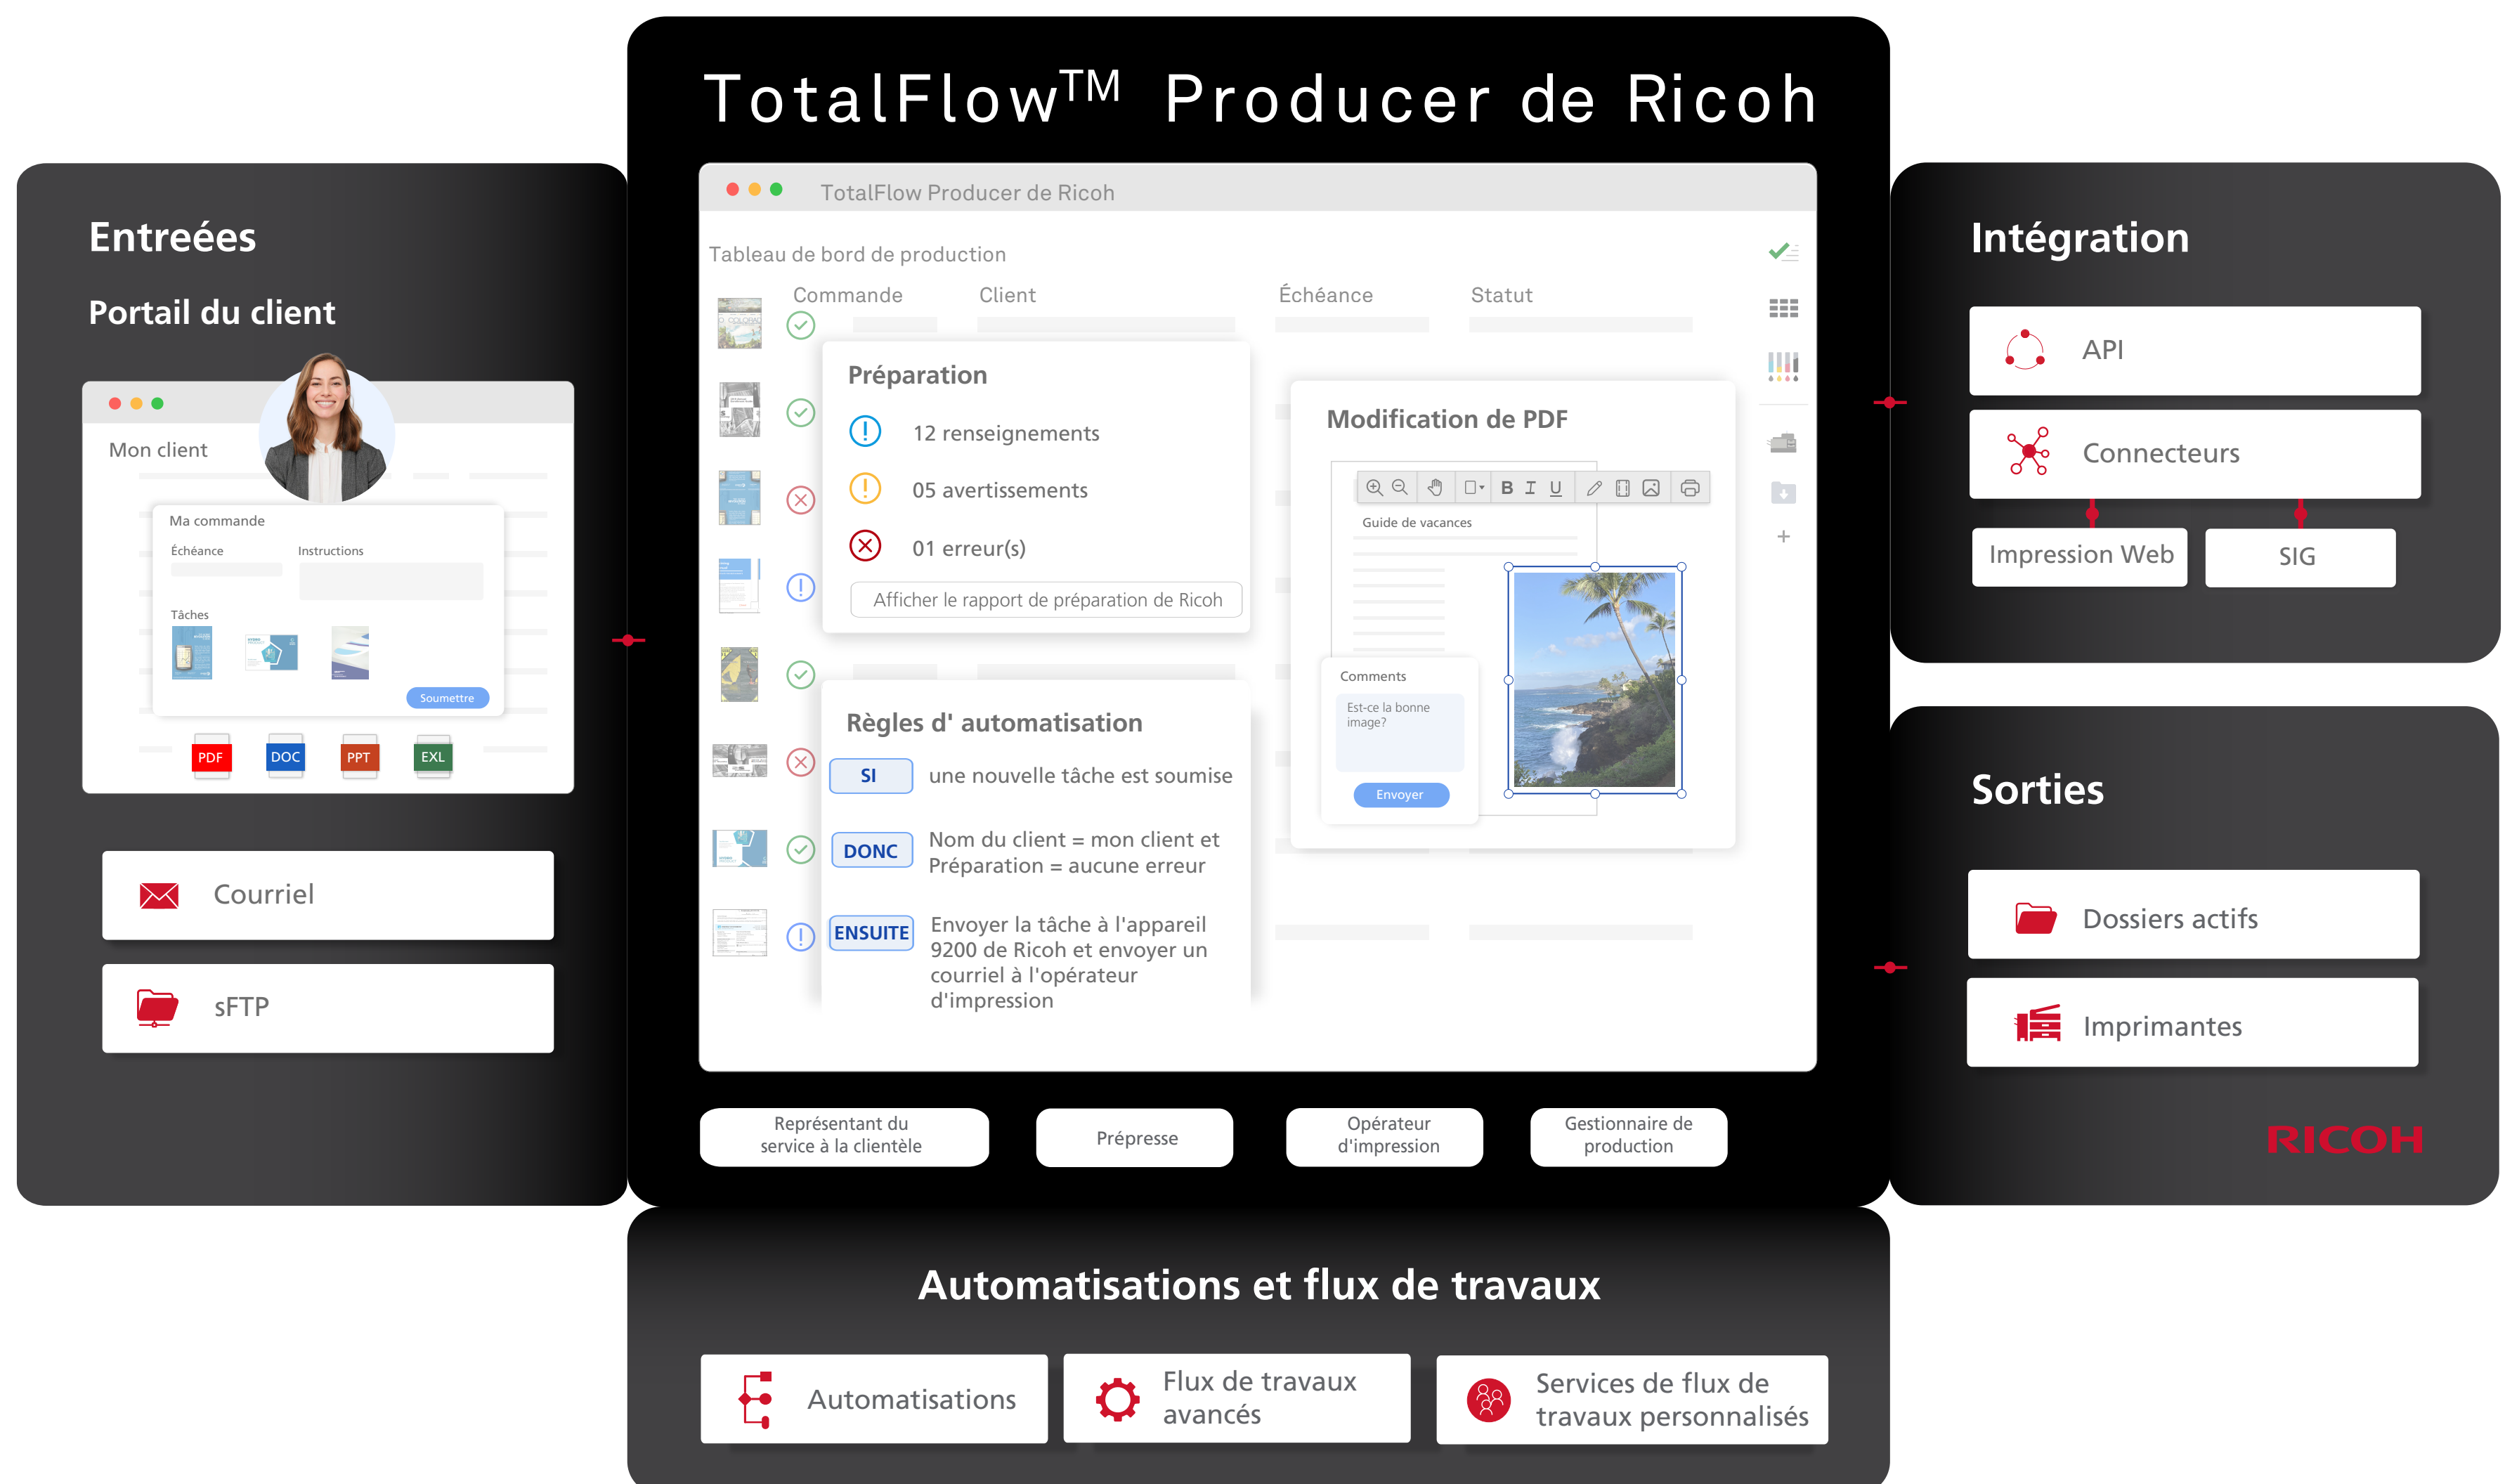 TotalFlow™ Producer de Ricoh
Entreées
Portail du client
Mon client
Ma commande
Échéance
Instructions
Tâches
Soumettre
PDF
DOC
PPT
EXL
Courriel
sFTP
TotalFlow Producer de Ricoh
Tableau de bord de production
Commande
Client
Échéance
Statut
Préparation
12 renseignements
05 avertissements
01 erreur(s)
Afficher le rapport de préparation de Ricoh
Règles d' automatisation
SI
une nouvelle tâche est soumise
DONC
Nom du client = mon client et
Préparation = aucune erreur
ENSUITE
Envoyer la tâche à l'appareil
9200 de Ricoh et envoyer un
courriel à l'opérateur
d'impression
Modification de PDF
B I U
Guide de vacances
Comments
Est-ce la bonne
image?
Envoyer
Représentant du
service à la clientèle
Prépresse
Opérateur
d'impression
Gestionnaire de
production
Intégration
API
Connecteurs
Impression Web
SIG
Sorties
Dossiers actifs
Imprimantes
RICOH
Automatisations et flux de travaux
Automatisations
Flux de travaux
avancés
Services de flux de
travaux personnalisés